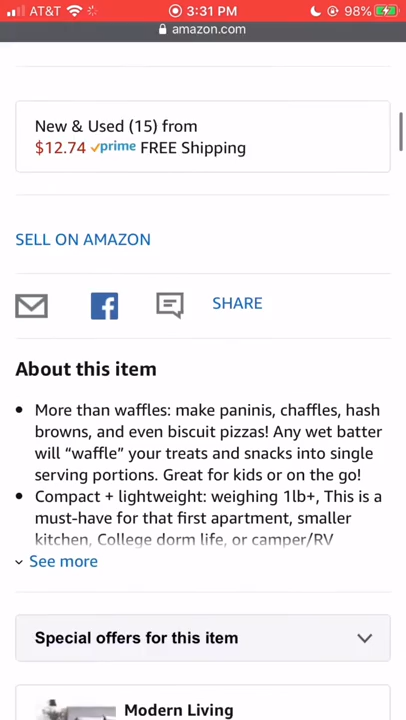 AT&T 3:31 PM 98%
amazon.com
New & Used (15) from
$12.74 prime FREE Shipping
SELL ON AMAZON
SHARE
About this item
More than waffles: make paninis, chaffles, hash
browns, and even biscuit pizzas! Any wet batter
will “waffle” your treats and snacks into single
serving portions. Great for kids or on the go!
Compact + lightweight: weighing 1lb+, This is a
must-have for that first apartment, smaller
kitchen, College dorm life, or camper/RV
See more
Special offers for this item
Modern Living